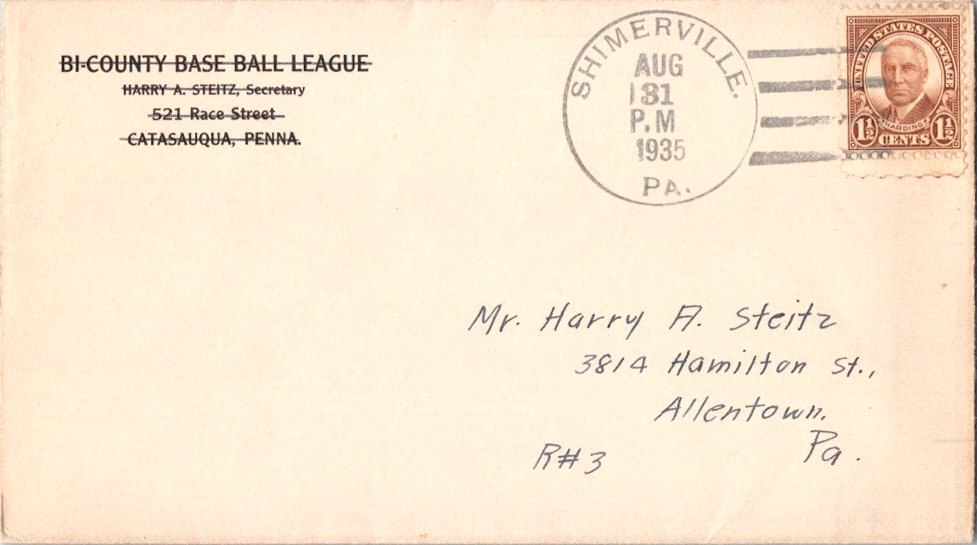 BI-COUNTY BASE BALL LEAGUE
HARRY A. STEITZ, Secretary
521 Race Street
CATASAUQUA, PENNA.
SHIMERVILLE.
AUG
31
P.M
1935
PA.
UNITED STATES POSTAGE
HARDING
1½ CENTS 1½
Mr. Harry A. Steitz
3814 Hamilton St.,
Allentown.
Pa.
R#3